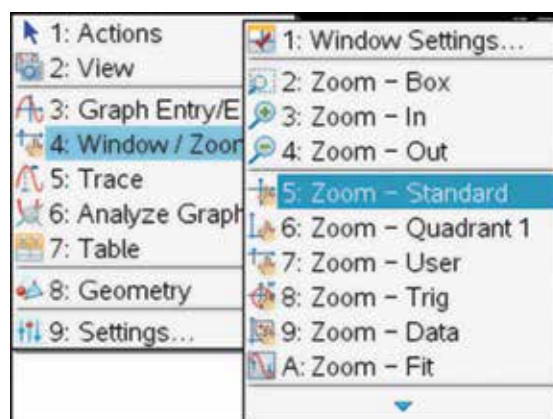 1: Actions
2: View
3: Graph Entry/E
4: Window / Zoor
5: Trace
6: Analyze Graph
7: Table
8: Geometry
9: Settings...
1: Window Settings...
2: Zoom – Box
3: Zoom – In
4: Zoom – Out
5: Zoom – Standard
6: Zoom – Quadrant 1
7: Zoom – User
8: Zoom – Trig
9: Zoom – Data
A: Zoom – Fit